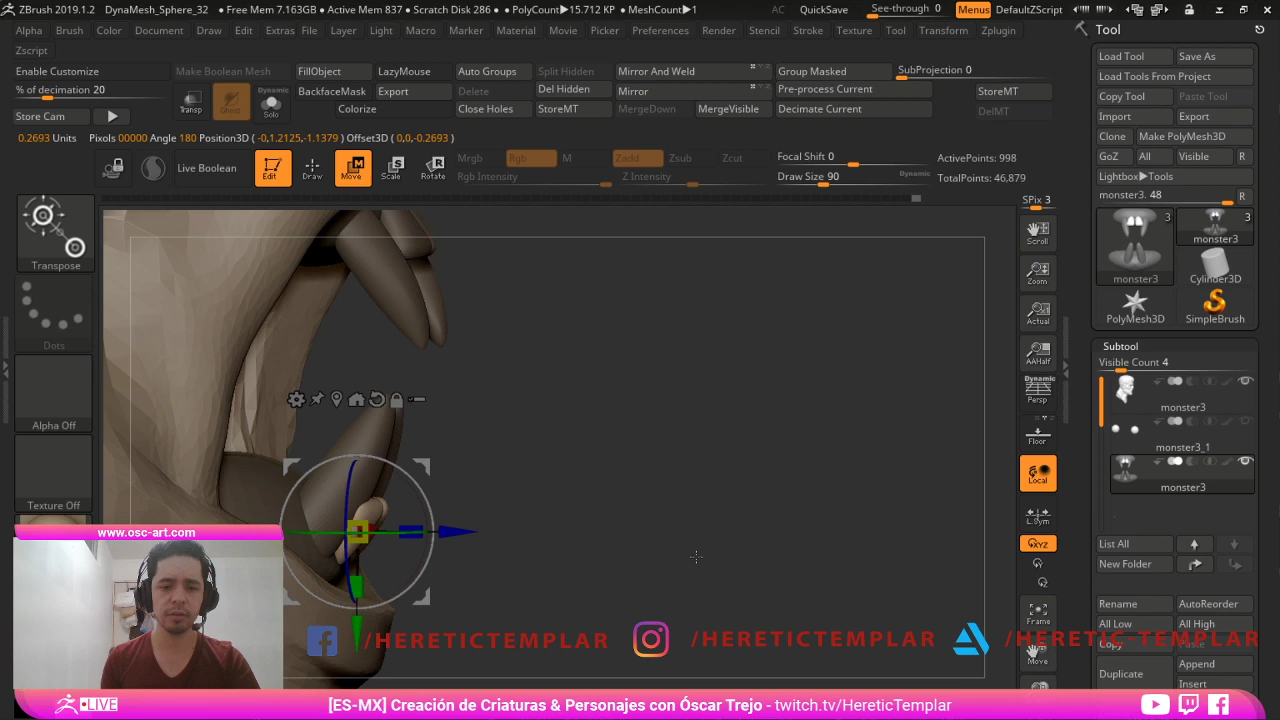 ZBrush 2019.1.2 DynaMesh_Sphere_32 • Free Mem 7.163GB • Active Mem 837 • Scratch Disk 286 • PolyCount▶15.712 KP • MeshCount▶1 AC QuickSave See-through 0 Menus DefaultZScript
Alpha Brush Color Document Draw Edit Extras File Layer Light Macro Marker Material Movie Picker Preferences Render Stencil Stroke Texture Tool Transform Zplugin
Zscript
Enable Customize Make Boolean Mesh FillObject LazyMouse Auto Groups Dynamic Split Hidden Mirror And Weld Group Masked SubProjection 0
% of decimation 20 Transp Ghost Solo BackfaceMask Export Delete Del Hidden Mirror Pre-process Current StoreMT
Store Cam Colorize Close Holes StoreMT MergeDown MergeVisible Decimate Current DelMT
0.2693 Units Pixels 00000 Angle 180 Position3D ( -0,1.2125,-1.1379 ) Offset3D ( 0,0,-0.2693 )
Live Boolean Edit Draw Move Scale Rotate Mrgb Rgb M Zadd Zsub Zcut Focal Shift 0 ActivePoints: 998
Rgb Intensity Z Intensity Draw Size 90 Dynamic TotalPoints: 46,879
Transpose
Dots
Alpha Off
Texture Off
SPix 3
Scroll
Zoom
Actual
AAHalf
Dynamic
Persp
Floor
Local
L.Sym
XYZ
Frame
Move
Tool
Load Tool Save As
Load Tools From Project
Copy Tool Paste Tool
Import Export
Clone Make PolyMesh3D
GoZ All Visible R
Lightbox▶Tools
monster3. 48 R
3 3
monster3
monster3 Cylinder3D
PolyMesh3D SimpleBrush
Subtool
Visible Count 4
monster3
monster3_1
monster3
List All
New Folder
Rename AutoReorder
All Low All High
Copy Paste
Duplicate Append
Insert
www.osc-art.com
/HERETICTEMPLAR /HERETICTEMPLAR /HERETIC_TEMPLAR
LIVE [ES-MX] Creación de Criaturas & Personajes con Óscar Trejo - twitch.tv/HereticTemplar